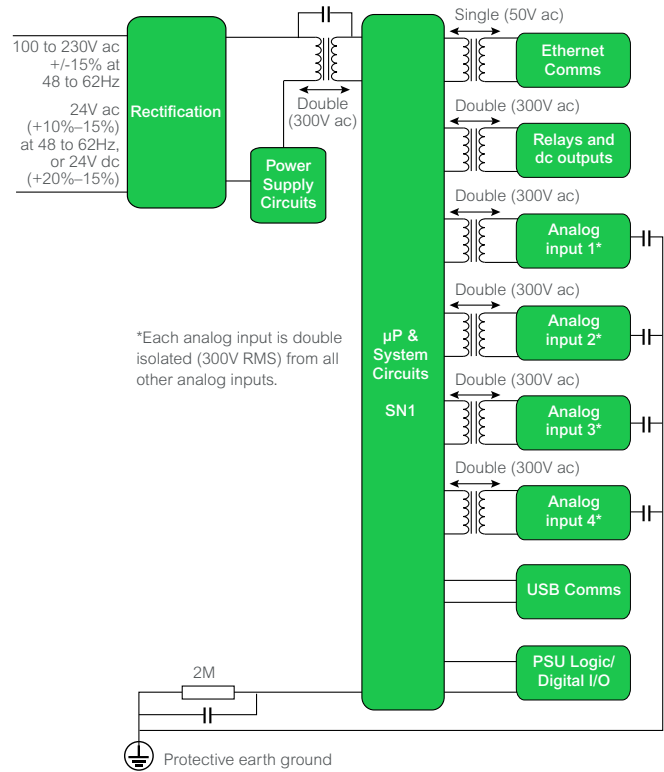 100 to 230V ac
+/-15% at
48 to 62Hz
24V ac
(+10%–15%)
at 48 to 62Hz,
or 24V dc
(+20%–15%)
Rectification
Double
(300V ac)
Power
Supply
Circuits
*Each analog input is double
isolated (300V RMS) from all
other analog inputs.
µP &
System
Circuits
SN1
Single (50V ac)
Ethernet
Comms
Double (300V ac)
Relays and
dc outputs
Double (300V ac)
Analog
input 1*
Double (300V ac)
Analog
input 2*
Double (300V ac)
Analog
input 3*
Double (300V ac)
Analog
input 4*
USB Comms
PSU Logic/
Digital I/O
2M
Protective earth ground